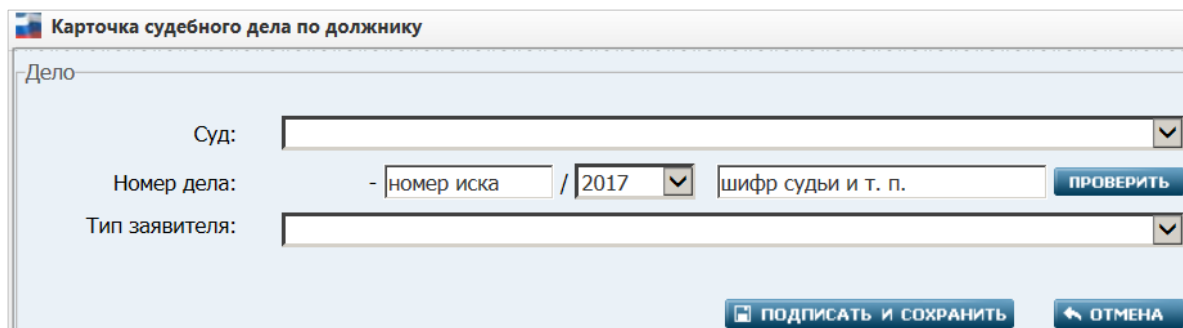 Карточка судебного дела по должнику
Дело
Суд:
Номер дела: - номер иска / 2017 шифр судьи и т. п. ПРОВЕРИТЬ
Тип заявителя:
ПОДПИСАТЬ И СОХРАНИТЬ ОТМЕНА